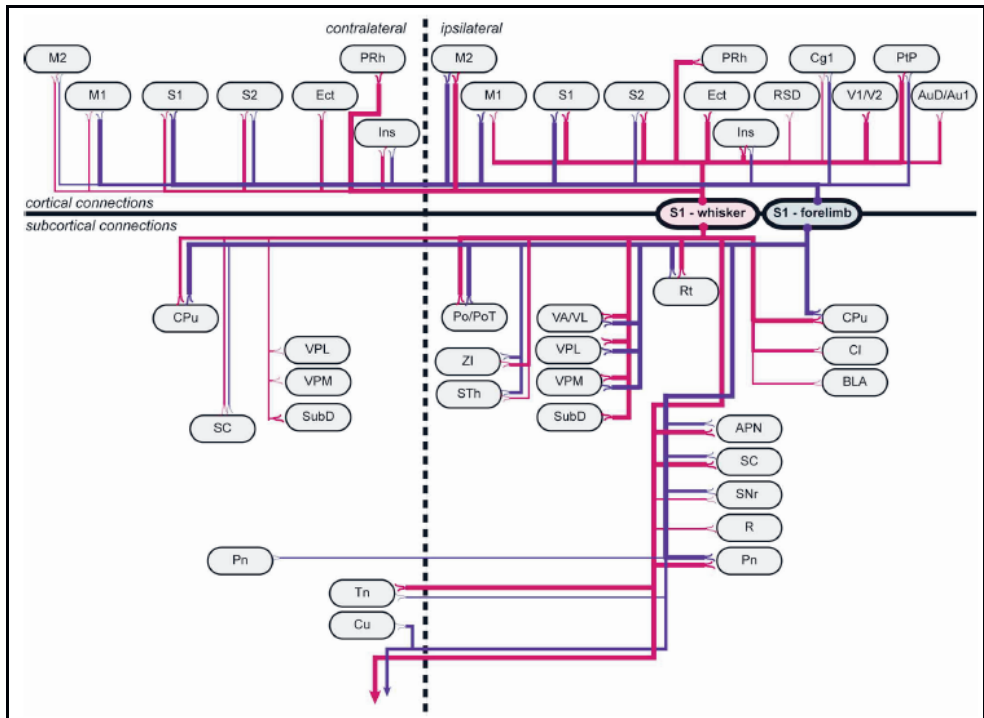 contralateral
ipsilateral
M2
PRh
M2
PRh
Cg1
PtP
M1
S1
S2
Ect
M1
S1
S2
Ect
RSD
V1/V2
AuD/Au1
Ins
Ins
cortical connections
S1 - whisker
S1 - forelimb
subcortical connections
Rt
CPu
Po/PoT
VA/VL
CPu
VPL
ZI
VPL
Cl
VPM
STh
VPM
BLA
SubD
SubD
SC
APN
SC
SNr
R
Pn
Pn
Tn
Cu